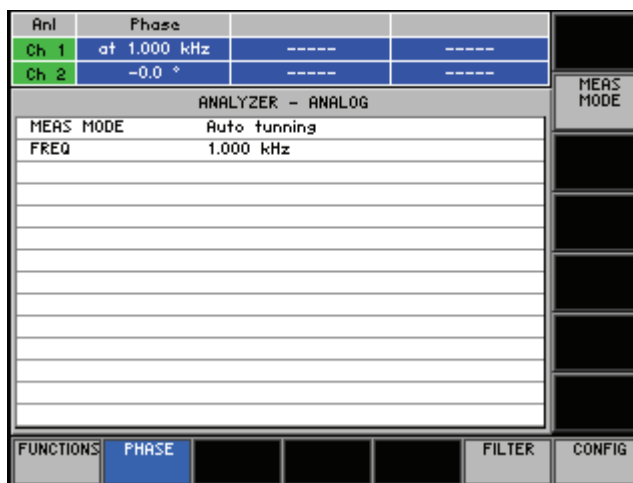 Anl Phase
Ch 1 at 1.000 kHz ----- -----
Ch 2 -0.0 ° ----- -----
MEAS MODE
ANALYZER - ANALOG
MEAS MODE Auto tunning
FREQ 1.000 kHz
FUNCTIONS PHASE FILTER CONFIG